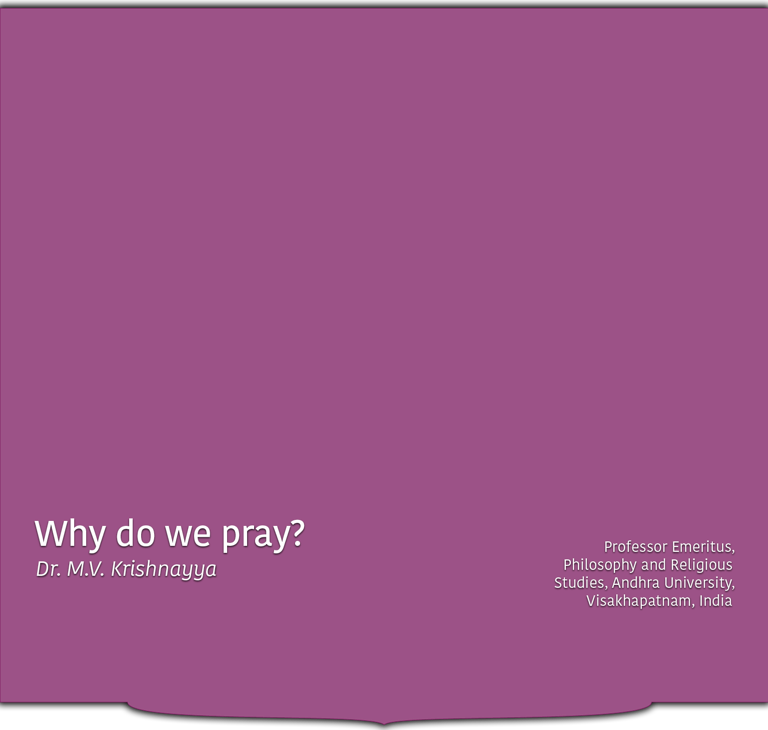 Why do we pray?
Dr. M.V. Krishnayya
Professor Emeritus,
Philosophy and Religious
Studies, Andhra University,
Visakhapatnam, India